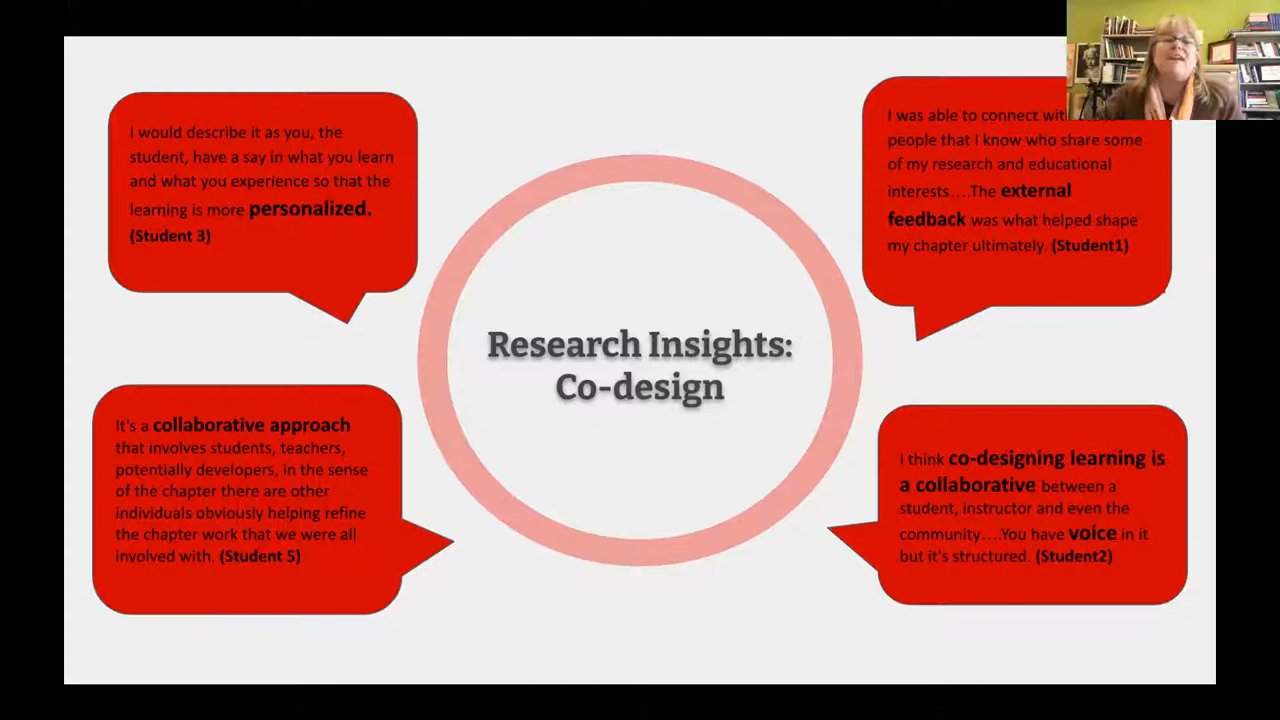 I would describe it as you, the
student, have a say in what you learn
and what you experience so that the
learning is more personalized.
(Student 3)
I was able to connect
people that I know who share some
of my research and educational
interests....The external
feedback was what helped shape
my chapter ultimately. (Student1)
Research Insights:
Co-design
It's a collaborative approach
that involves students, teachers,
potentially developers, in the sense
of the chapter there are other
individuals obviously helping refine
the chapter work that we were all
involved with. (Student 5)
I think co-designing learning is
a collaborative between a
student, instructor and even the
community....You have voice in it
but it's structured. (Student2)